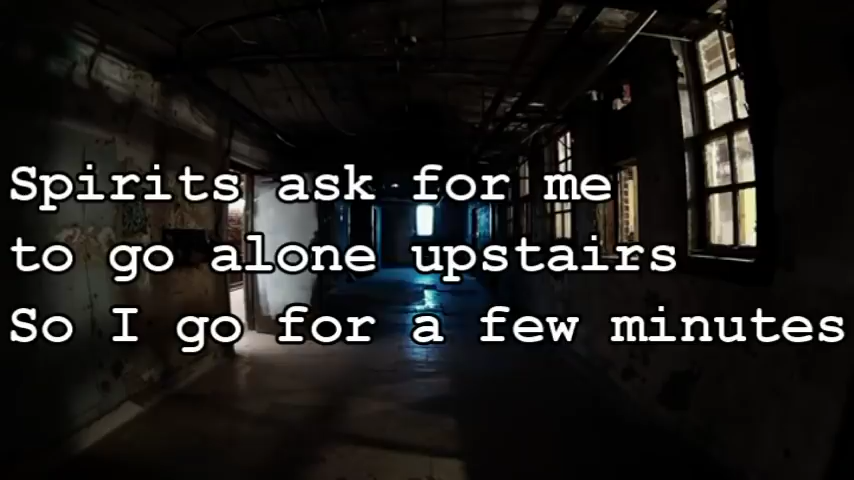 Spirits ask for me
to go alone upstairs
So I go for a few minutes